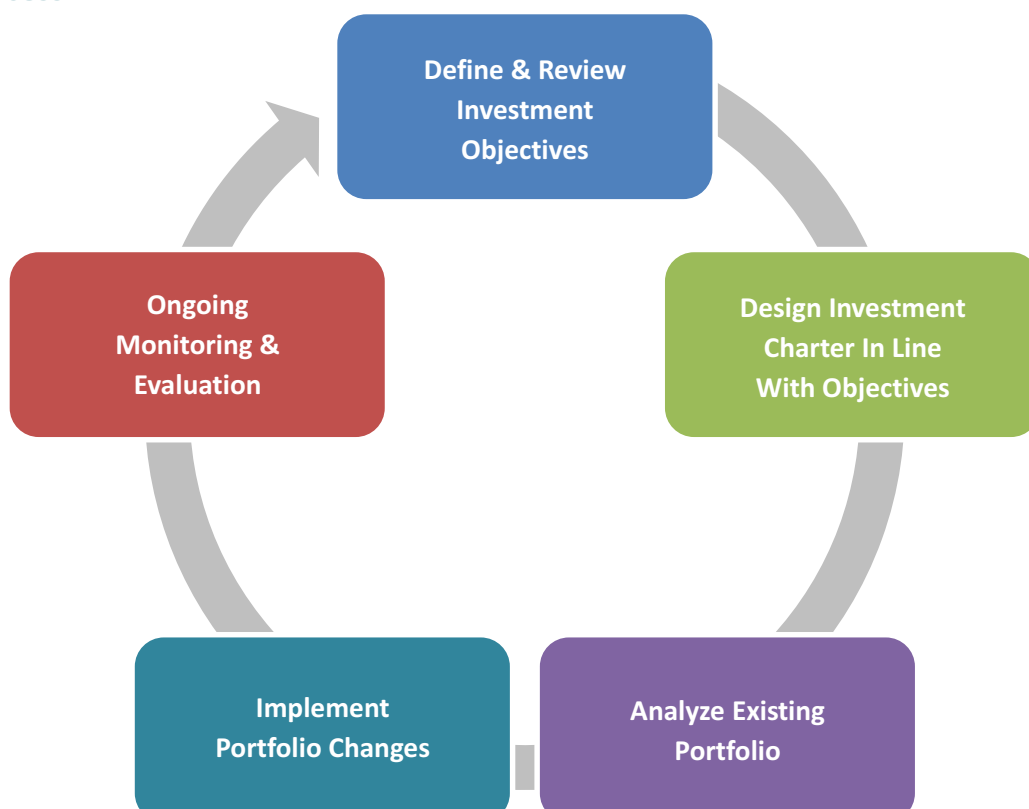 Define & Review
Investment
Objectives
Design Investment
Charter In Line
With Objectives
Analyze Existing
Portfolio
Implement
Portfolio Changes
Ongoing
Monitoring &
Evaluation